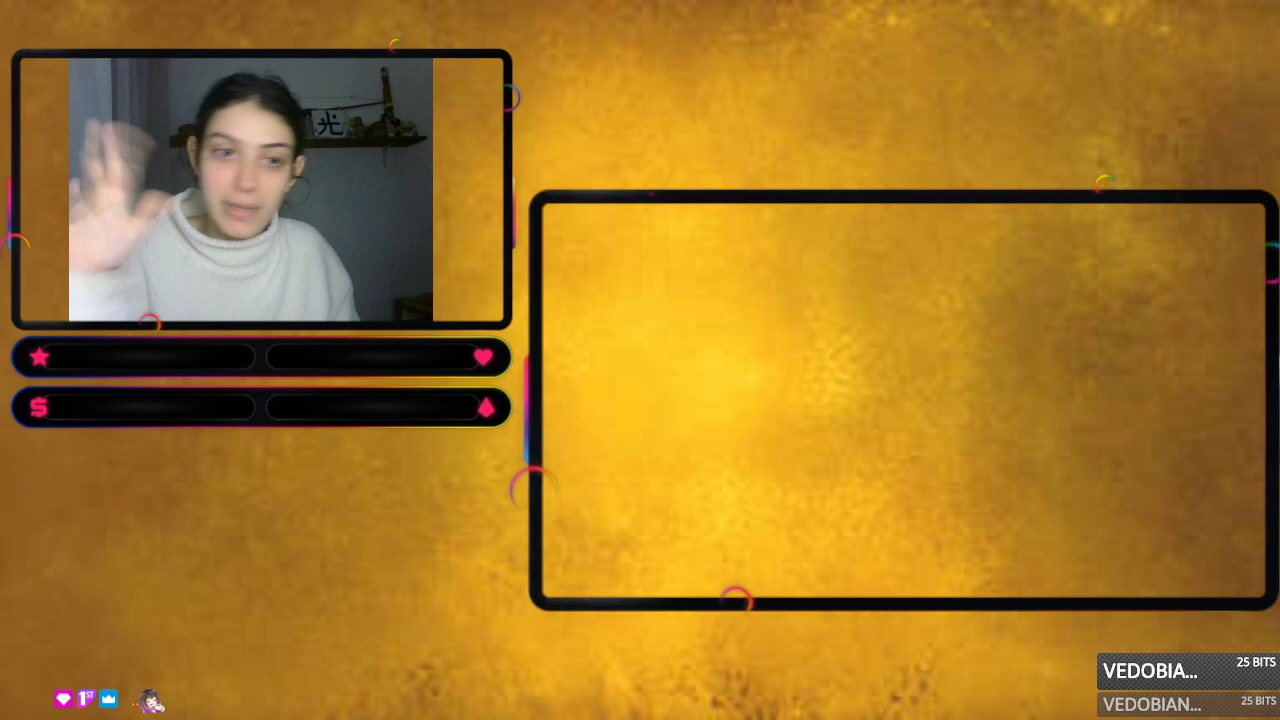 光
$
1ST
25 BITS
VEDOBIA...
25 BITS
VEDOBIAN...